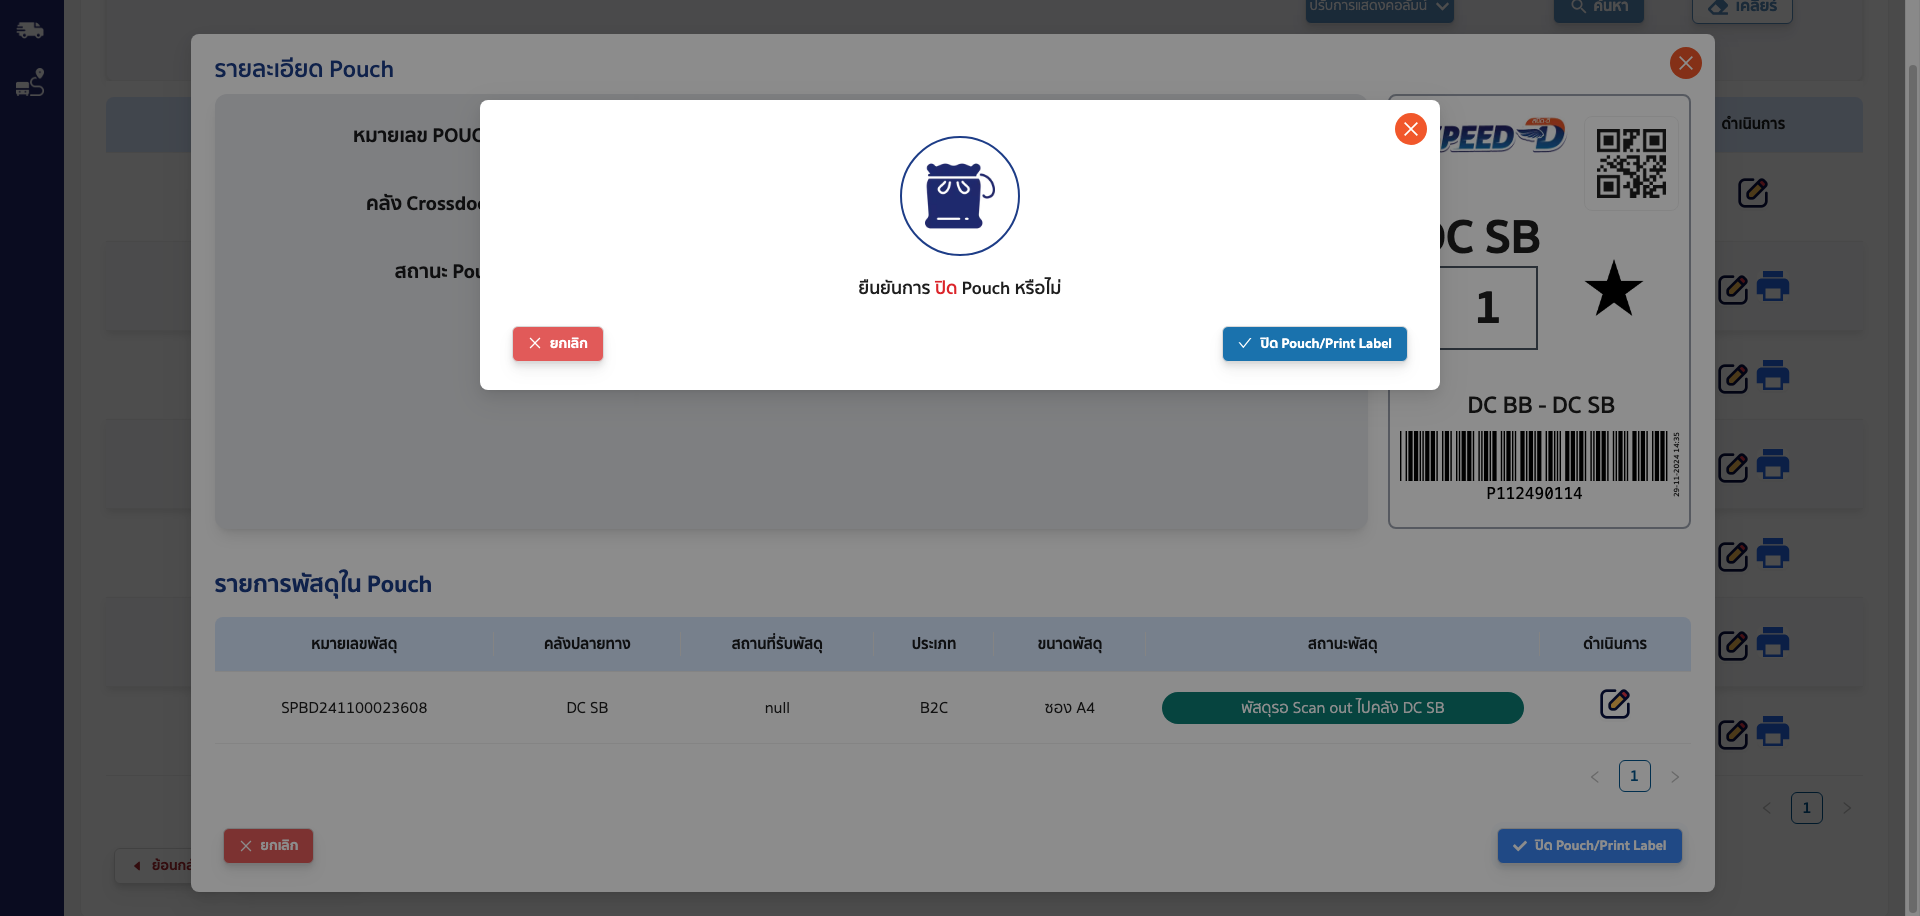 ปรับการแสดงคอลัมน์
ค้นหา
เคลียร์
รายละเอียด Pouch
หมายเลข
คลัง
สถานะ
ยืนยันการ ปิด Pouch หรือไม่
ยกเลิก
ปิด Pouch/Print Label
DC SB
1
DC BB - DC SB
29-11-2024 14:35
P112490114
ดำเนินการ
รายการพัสดุใน Pouch
หมายเลขพัสดุ คลังปลายทาง สถานที่รับพัสดุ ประเภท ขนาดพัสดุ สถานะพัสดุ ดำเนินการ
SPBD241100023608 DC SB null B2C ซอง A4 พัสดุรอ Scan out ไปคลัง DC SB
1
1
ยกเลิก
ปิด Pouch/Print Label